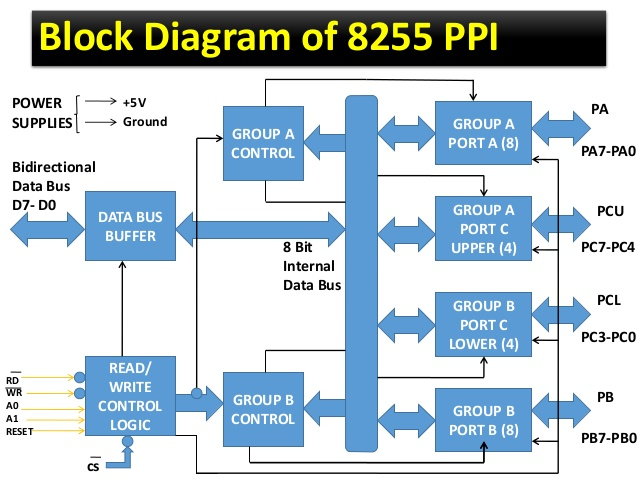 Block Diagram of 8255 PPI
POWER
SUPPLIES
+5V
Ground
Bidirectional
Data Bus
D7- D0
DATA BUS
BUFFER
GROUP A
CONTROL
8 Bit
Internal
Data Bus
GROUP A
PORT A (8)
PA
PA7-PA0
GROUP A
PORT C
UPPER (4)
PCU
PC7-PC4
GROUP B
PORT C
LOWER (4)
PCL
PC3-PC0
GROUP B
PORT B (8)
PB
PB7-PB0
READ/
WRITE
CONTROL
LOGIC
GROUP B
CONTROL
RD
WR
A0
A1
RESET
CS